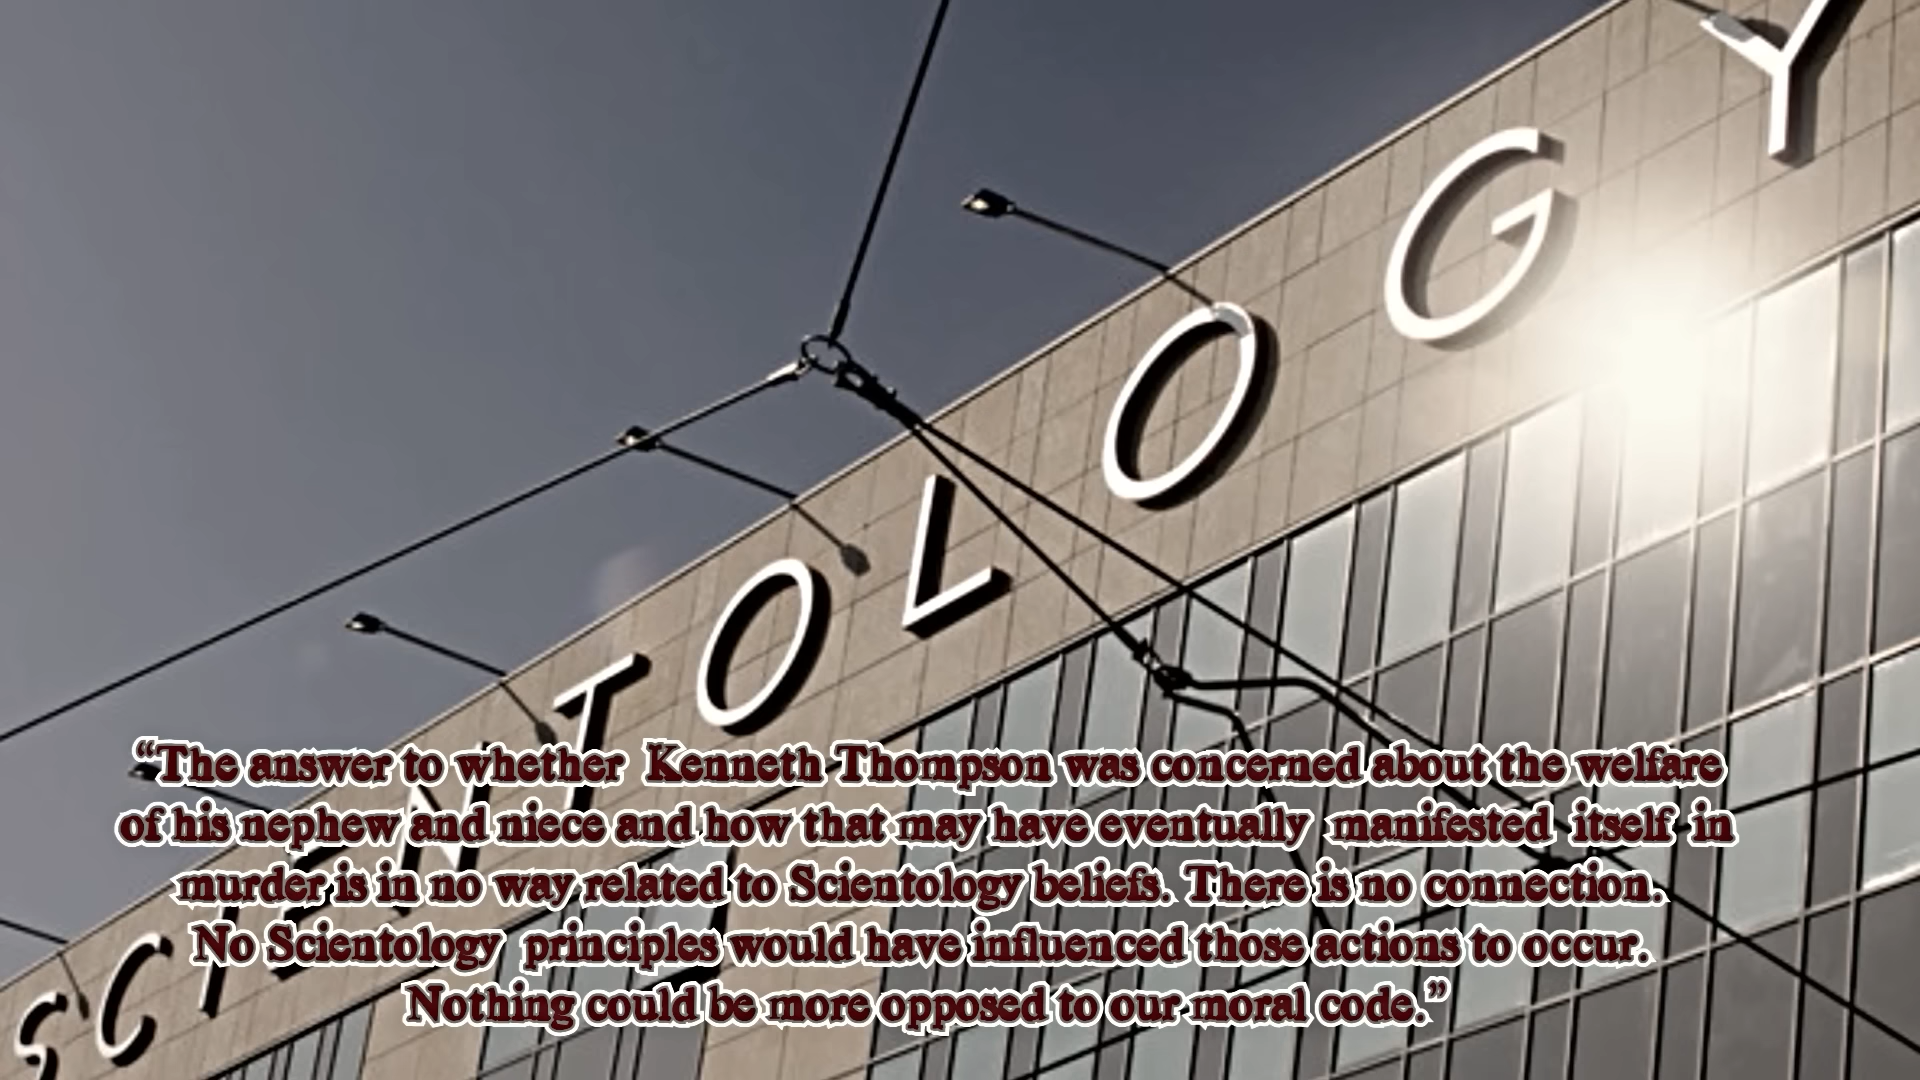 SCIENTOLOGY
“The answer to whether Kenneth Thompson was concerned about the welfare
of his nephew and niece and how that may have eventually manifested itself in
murder is in no way related to Scientology beliefs. There is no connection.
No Scientology principles would have influenced those actions to occur.
Nothing could be more opposed to our moral code.”